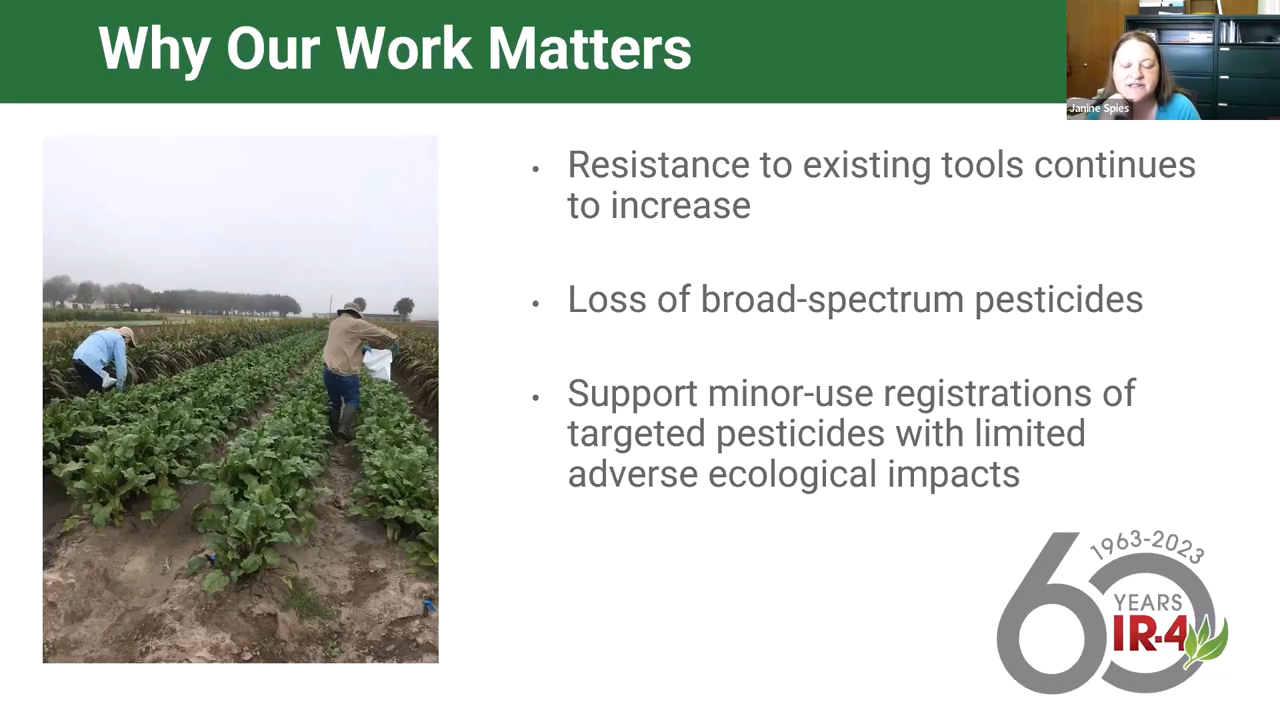 Why Our Work Matters
Janine Spies
• Resistance to existing tools continues
to increase
• Loss of broad-spectrum pesticides
• Support minor-use registrations of
targeted pesticides with limited
adverse ecological impacts
1963-2023
60
YEARS
IR-4